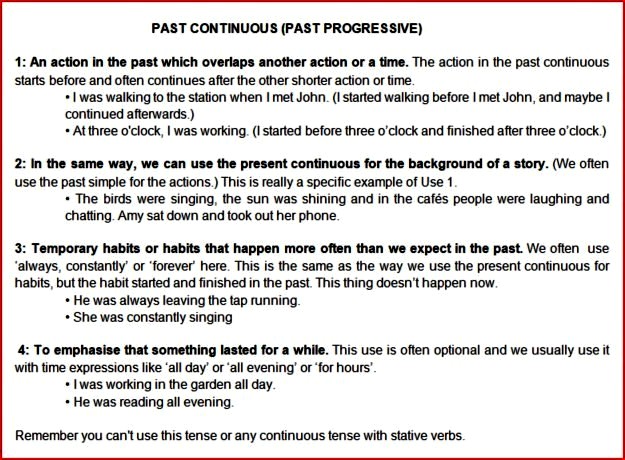 PAST CONTINUOUS (PAST PROGRESSIVE)
1: An action in the past which overlaps another action or a time. The action in the past continuous
starts before and often continues after the other shorter action or time.
• I was walking to the station when I met John. (I started walking before I met John, and maybe I
continued afterwards.)
• At three o'clock, I was working. (I started before three o'clock and finished after three o'clock.)
2: In the same way, we can use the present continuous for the background of a story. (We often
use the past simple for the actions.) This is really a specific example of Use 1.
• The birds were singing, the sun was shining and in the cafés people were laughing and
chatting. Amy sat down and took out her phone.
3: Temporary habits or habits that happen more often than we expect in the past. We often use
‘always, constantly’ or ‘forever’ here. This is the same as the way we use the present continuous for
habits, but the habit started and finished in the past. This thing doesn’t happen now.
• He was always leaving the tap running.
• She was constantly singing
4: To emphasise that something lasted for a while. This use is often optional and we usually use it
with time expressions like ‘all day’ or ‘all evening’ or ‘for hours’.
• I was working in the garden all day.
• He was reading all evening.
Remember you can't use this tense or any continuous tense with stative verbs.